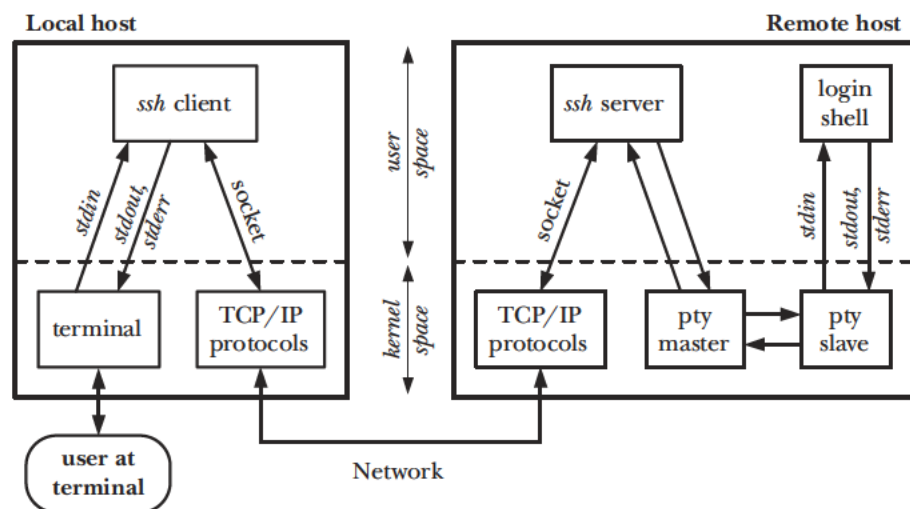 Local host
Remote host
ssh client
stdin
stdout,
stderr
socket
terminal
TCP/IP
protocols
user at
terminal
user
space
kernel
space
Network
ssh server
socket
TCP/IP
protocols
pty
master
pty
slave
login
shell
stdin
stdout,
stderr